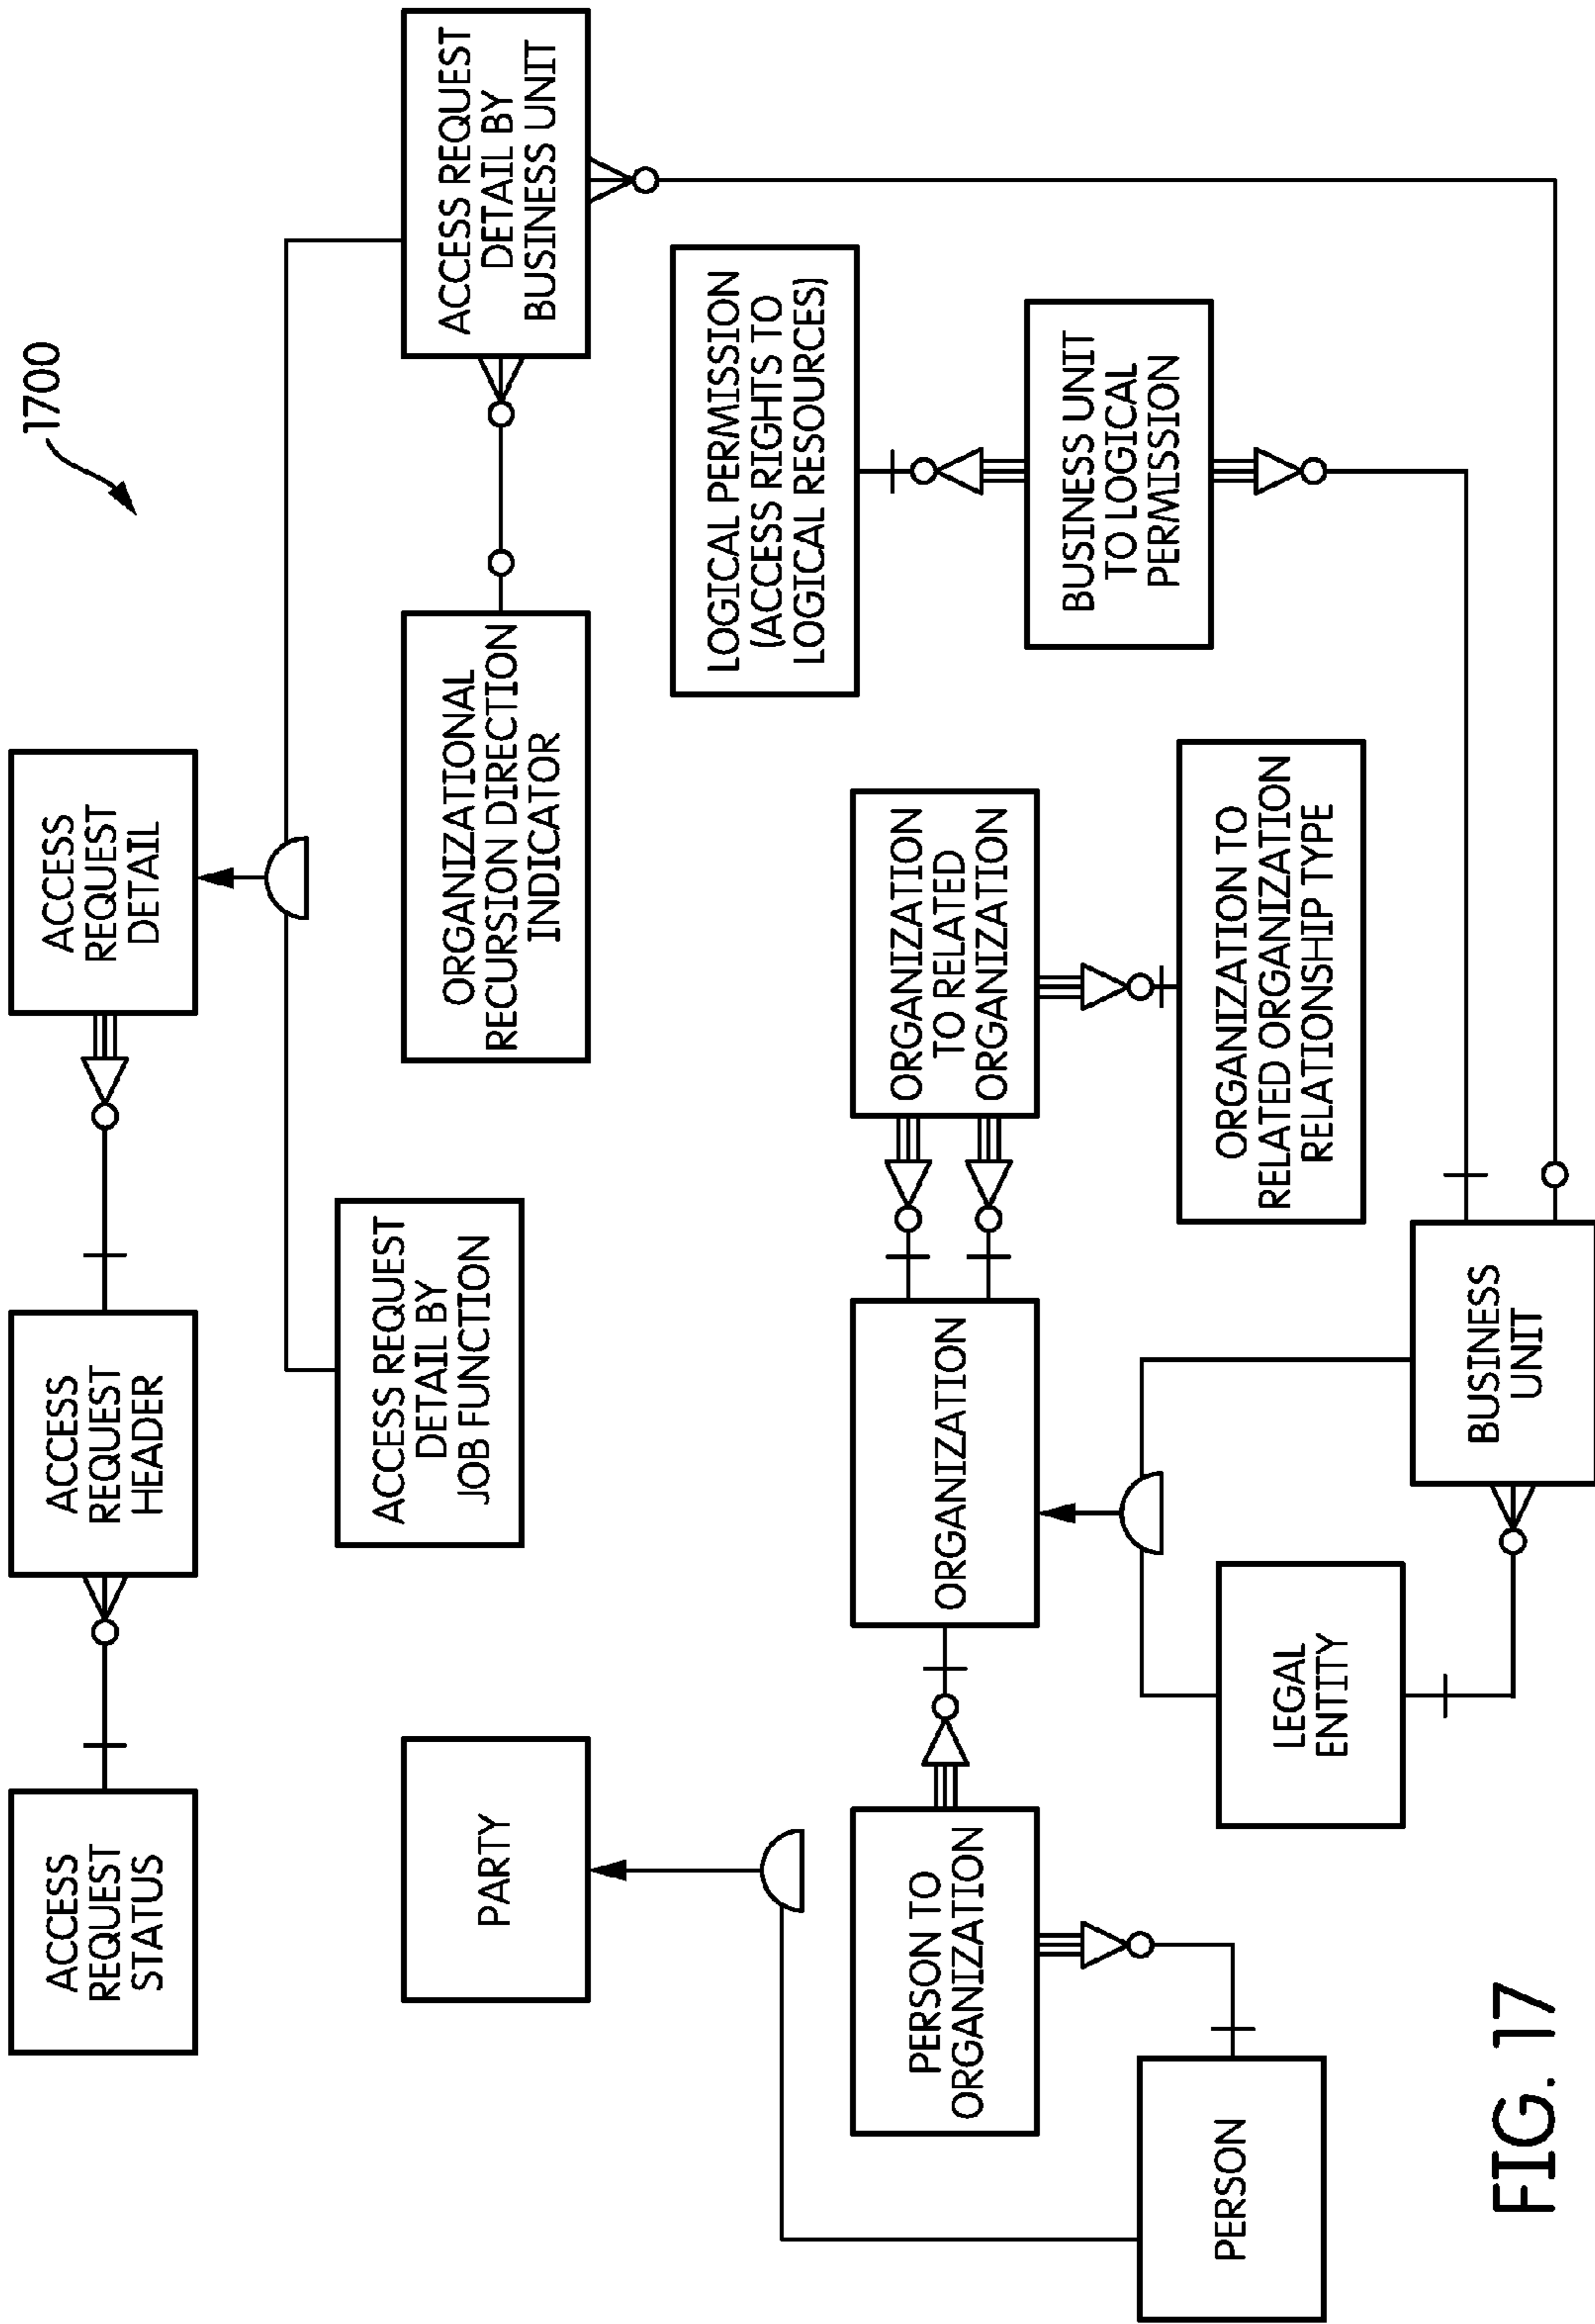 1700
ACCESS
REQUEST
STATUS
ACCESS
REQUEST
HEADER
ACCESS
REQUEST
DETAIL
PARTY
ACCESS REQUEST
DETAIL BY
JOB FUNCTION
ORGANIZATIONAL
RECURSION DIRECTION
INDICATOR
ACCESS REQUEST
DETAIL BY
BUSINESS UNIT
PERSON TO
ORGANIZATION
ORGANIZATION
ORGANIZATION
TO RELATED
ORGANIZATION
LOGICAL PERMISSION
(ACCESS RIGHTS TO
LOGICAL RESOURCES)
PERSON
LEGAL
ENTITY
ORGANIZATION TO
RELATED ORGANIZATION
RELATIONSHIP TYPE
BUSINESS UNIT
TO LOGICAL
PERMISSION
BUSINESS
UNIT
FIG. 17